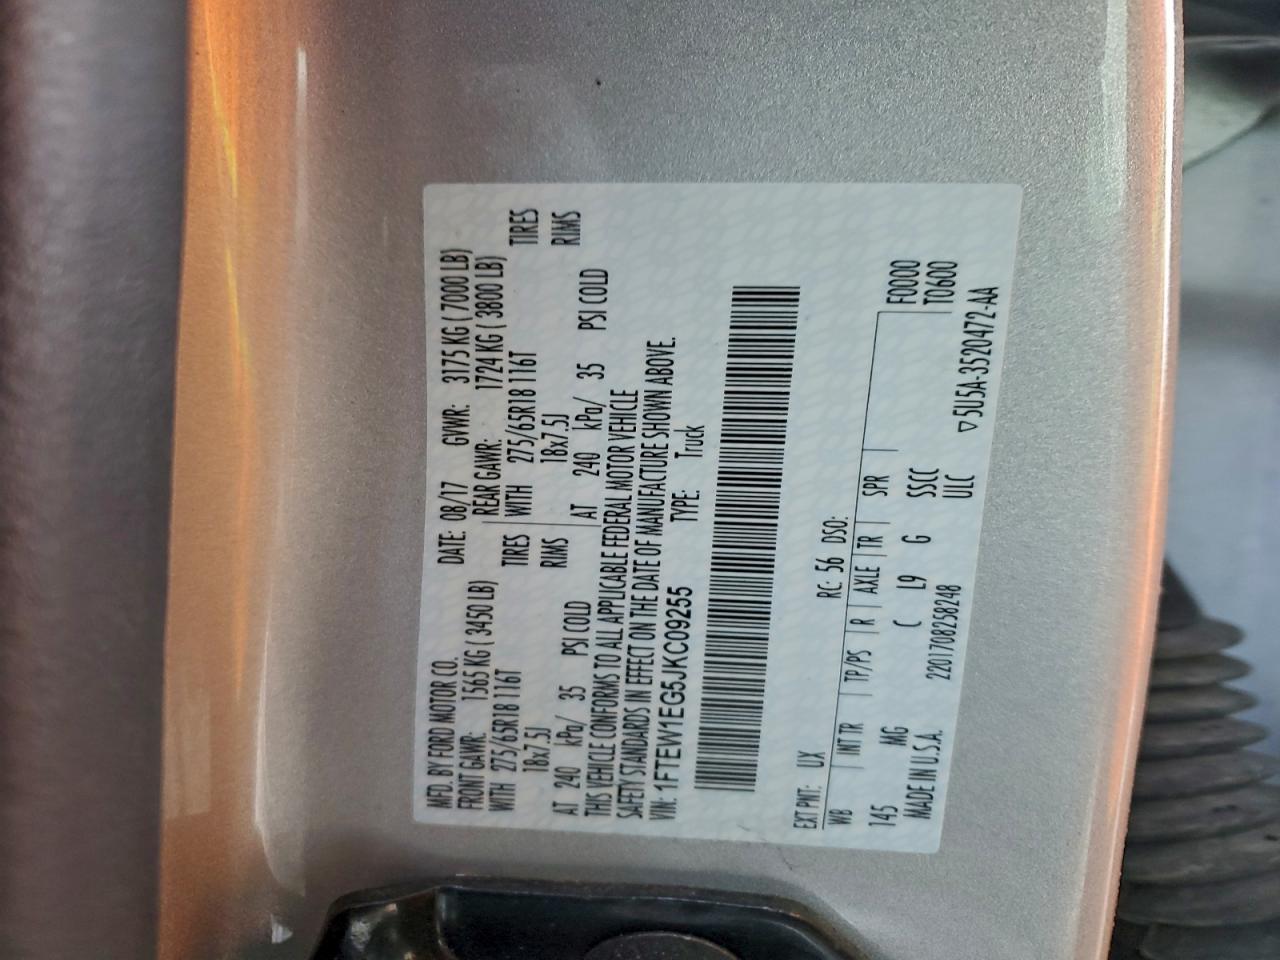 MFD. BY FORD MOTOR CO. DATE: 08/17 GVWR: 3175 KG ( 7000 LB)
FRONT GAWR: 1565 KG ( 3450 LB) REAR GAWR: 1724 KG ( 3800 LB)
WITH 275/65R18 116T TIRES WITH 275/65R18 116T TIRES
18x7.5J RIMS 18x7.5J RIMS
AT 240 kPa/ 35 PSI COLD AT 240 kPa/ 35 PSI COLD
THIS VEHICLE CONFORMS TO ALL APPLICABLE FEDERAL MOTOR VEHICLE
SAFETY STANDARDS IN EFFECT ON THE DATE OF MANUFACTURE SHOWN ABOVE.
VIN: 1FTEW1EG5JKC09255 TYPE: Truck
EXT PNT: UX RC: 56 DSO:
WB INT TR TP/PS R AXLE TR SPR F0000
145 MG C L9 G SSCC T0600
MADE IN U.S.A. 2201708258248 ULC
▽5U5A-3520472-AA